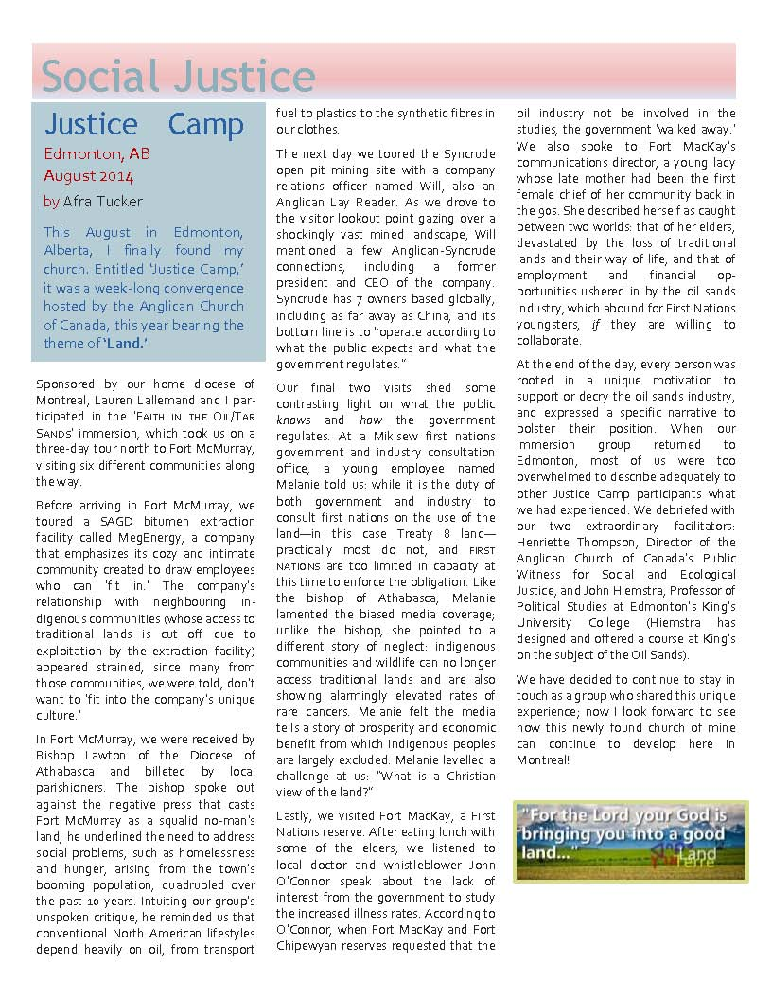 Social Justice
Justice Camp
Edmonton, AB
August 2014
by Afra Tucker
This August in Edmonton,
Alberta, I finally found my
church. Entitled 'Justice Camp,'
it was a week-long convergence
hosted by the Anglican Church
of Canada, this year bearing the
theme of 'Land.'
Sponsored by our home diocese of
Montreal, Lauren Lallemand and I par-
ticipated in the 'FAITH IN THE OIL/TAR
SANDS' immersion, which took us on a
three-day tour north to Fort McMurray,
visiting six different communities along
the way.
Before arriving in Fort McMurray, we
toured a SAGD bitumen extraction
facility called MegEnergy, a company
that emphasizes its cozy and intimate
community created to draw employees
who can 'fit in.' The company's
relationship with neighbouring in-
digenous communities (whose access to
traditional lands is cut off due to
exploitation by the extraction facility)
appeared strained, since many from
those communities, we were told, don't
want to 'fit into the company's unique
culture.'
In Fort McMurray, we were received by
Bishop Lawton of the Diocese of
Athabasca and billeted by local
parishioners. The bishop spoke out
against the negative press that casts
Fort McMurray as a squalid no-man's
land; he underlined the need to address
social problems, such as homelessness
and hunger, arising from the town's
booming population, quadrupled over
the past 10 years. Intuiting our group's
unspoken critique, he reminded us that
conventional North American lifestyles
depend heavily on oil, from transport
fuel to plastics to the synthetic fibres in
our clothes.
The next day we toured the Syncrude
open pit mining site with a company
relations officer named Will, also an
Anglican Lay Reader. As we drove to
the visitor lookout point gazing over a
shockingly vast mined landscape, Will
mentioned a few Anglican-Syncrude
connections, including a former
president and CEO of the company.
Syncrude has 7 owners based globally,
including as far away as China, and its
bottom line is to "operate according to
what the public expects and what the
government regulates."
Our final two visits shed some
contrasting light on what the public
knows and how the government
regulates. At a Mikisew first nations
government and industry consultation
office, a young employee named
Melanie told us: while it is the duty of
both government and industry to
consult first nations on the use of the
land—in this case Treaty 8 land—
practically most do not, and FIRST
NATIONS are too limited in capacity at
this time to enforce the obligation. Like
the bishop of Athabasca, Melanie
lamented the biased media coverage;
unlike the bishop, she pointed to a
different story of neglect: indigenous
communities and wildlife can no longer
access traditional lands and are also
showing alarmingly elevated rates of
rare cancers. Melanie felt the media
tells a story of prosperity and economic
benefit from which indigenous peoples
are largely excluded. Melanie levelled a
challenge at us: "What is a Christian
view of the land?"
Lastly, we visited Fort MacKay, a First
Nations reserve. After eating lunch with
some of the elders, we listened to
local doctor and whistleblower John
O'Connor speak about the lack of
interest from the government to study
the increased illness rates. According to
O'Connor, when Fort MacKay and Fort
Chipewyan reserves requested that the
oil industry not be involved in the
studies, the government 'walked away.'
We also spoke to Fort MacKay's
communications director, a young lady
whose late mother had been the first
female chief of her community back in
the 90s. She described herself as caught
between two worlds: that of her elders,
devastated by the loss of traditional
lands and their way of life, and that of
employment and financial op-
portunities ushered in by the oil sands
industry, which abound for First Nations
youngsters, if they are willing to
collaborate.
At the end of the day, every person was
rooted in a unique motivation to
support or decry the oil sands industry,
and expressed a specific narrative to
bolster their position. When our
immersion group returned to
Edmonton, most of us were too
overwhelmed to describe adequately to
other Justice Camp participants what
we had experienced. We debriefed with
our two extraordinary facilitators:
Henriette Thompson, Director of the
Anglican Church of Canada's Public
Witness for Social and Ecological
Justice, and John Hiemstra, Professor of
Political Studies at Edmonton's King's
University College (Hiemstra has
designed and offered a course at King's
on the subject of the Oil Sands).
We have decided to continue to stay in
touch as a group who shared this unique
experience; now I look forward to see
how this newly found church of mine
can continue to develop here in
Montreal!
"For the Lord your God is
bringing you into a good
land..."
Land
Terre